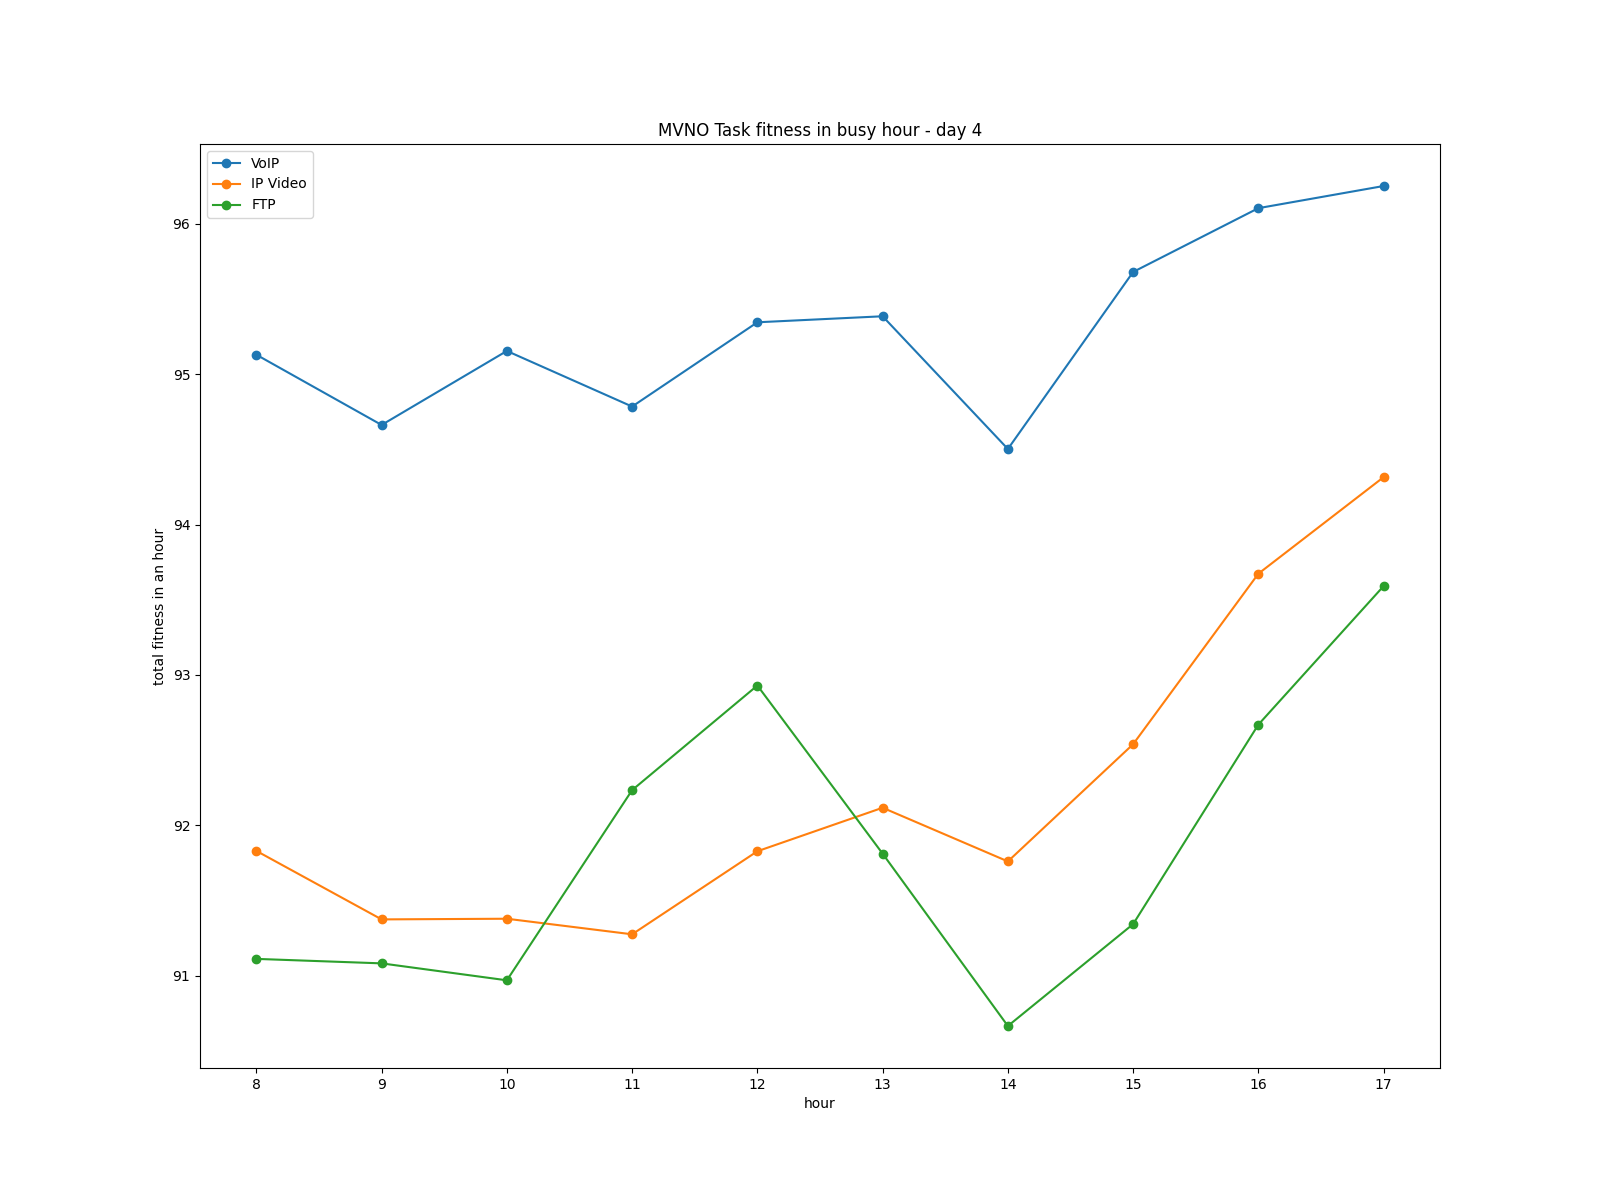 MVNO Task fitness in busy hour - day 4
VoIP
IP Video
FTP
96
95
94
93
92
91
total fitness in an hour
8 9 10 11 12 13 14 15 16 17
hour